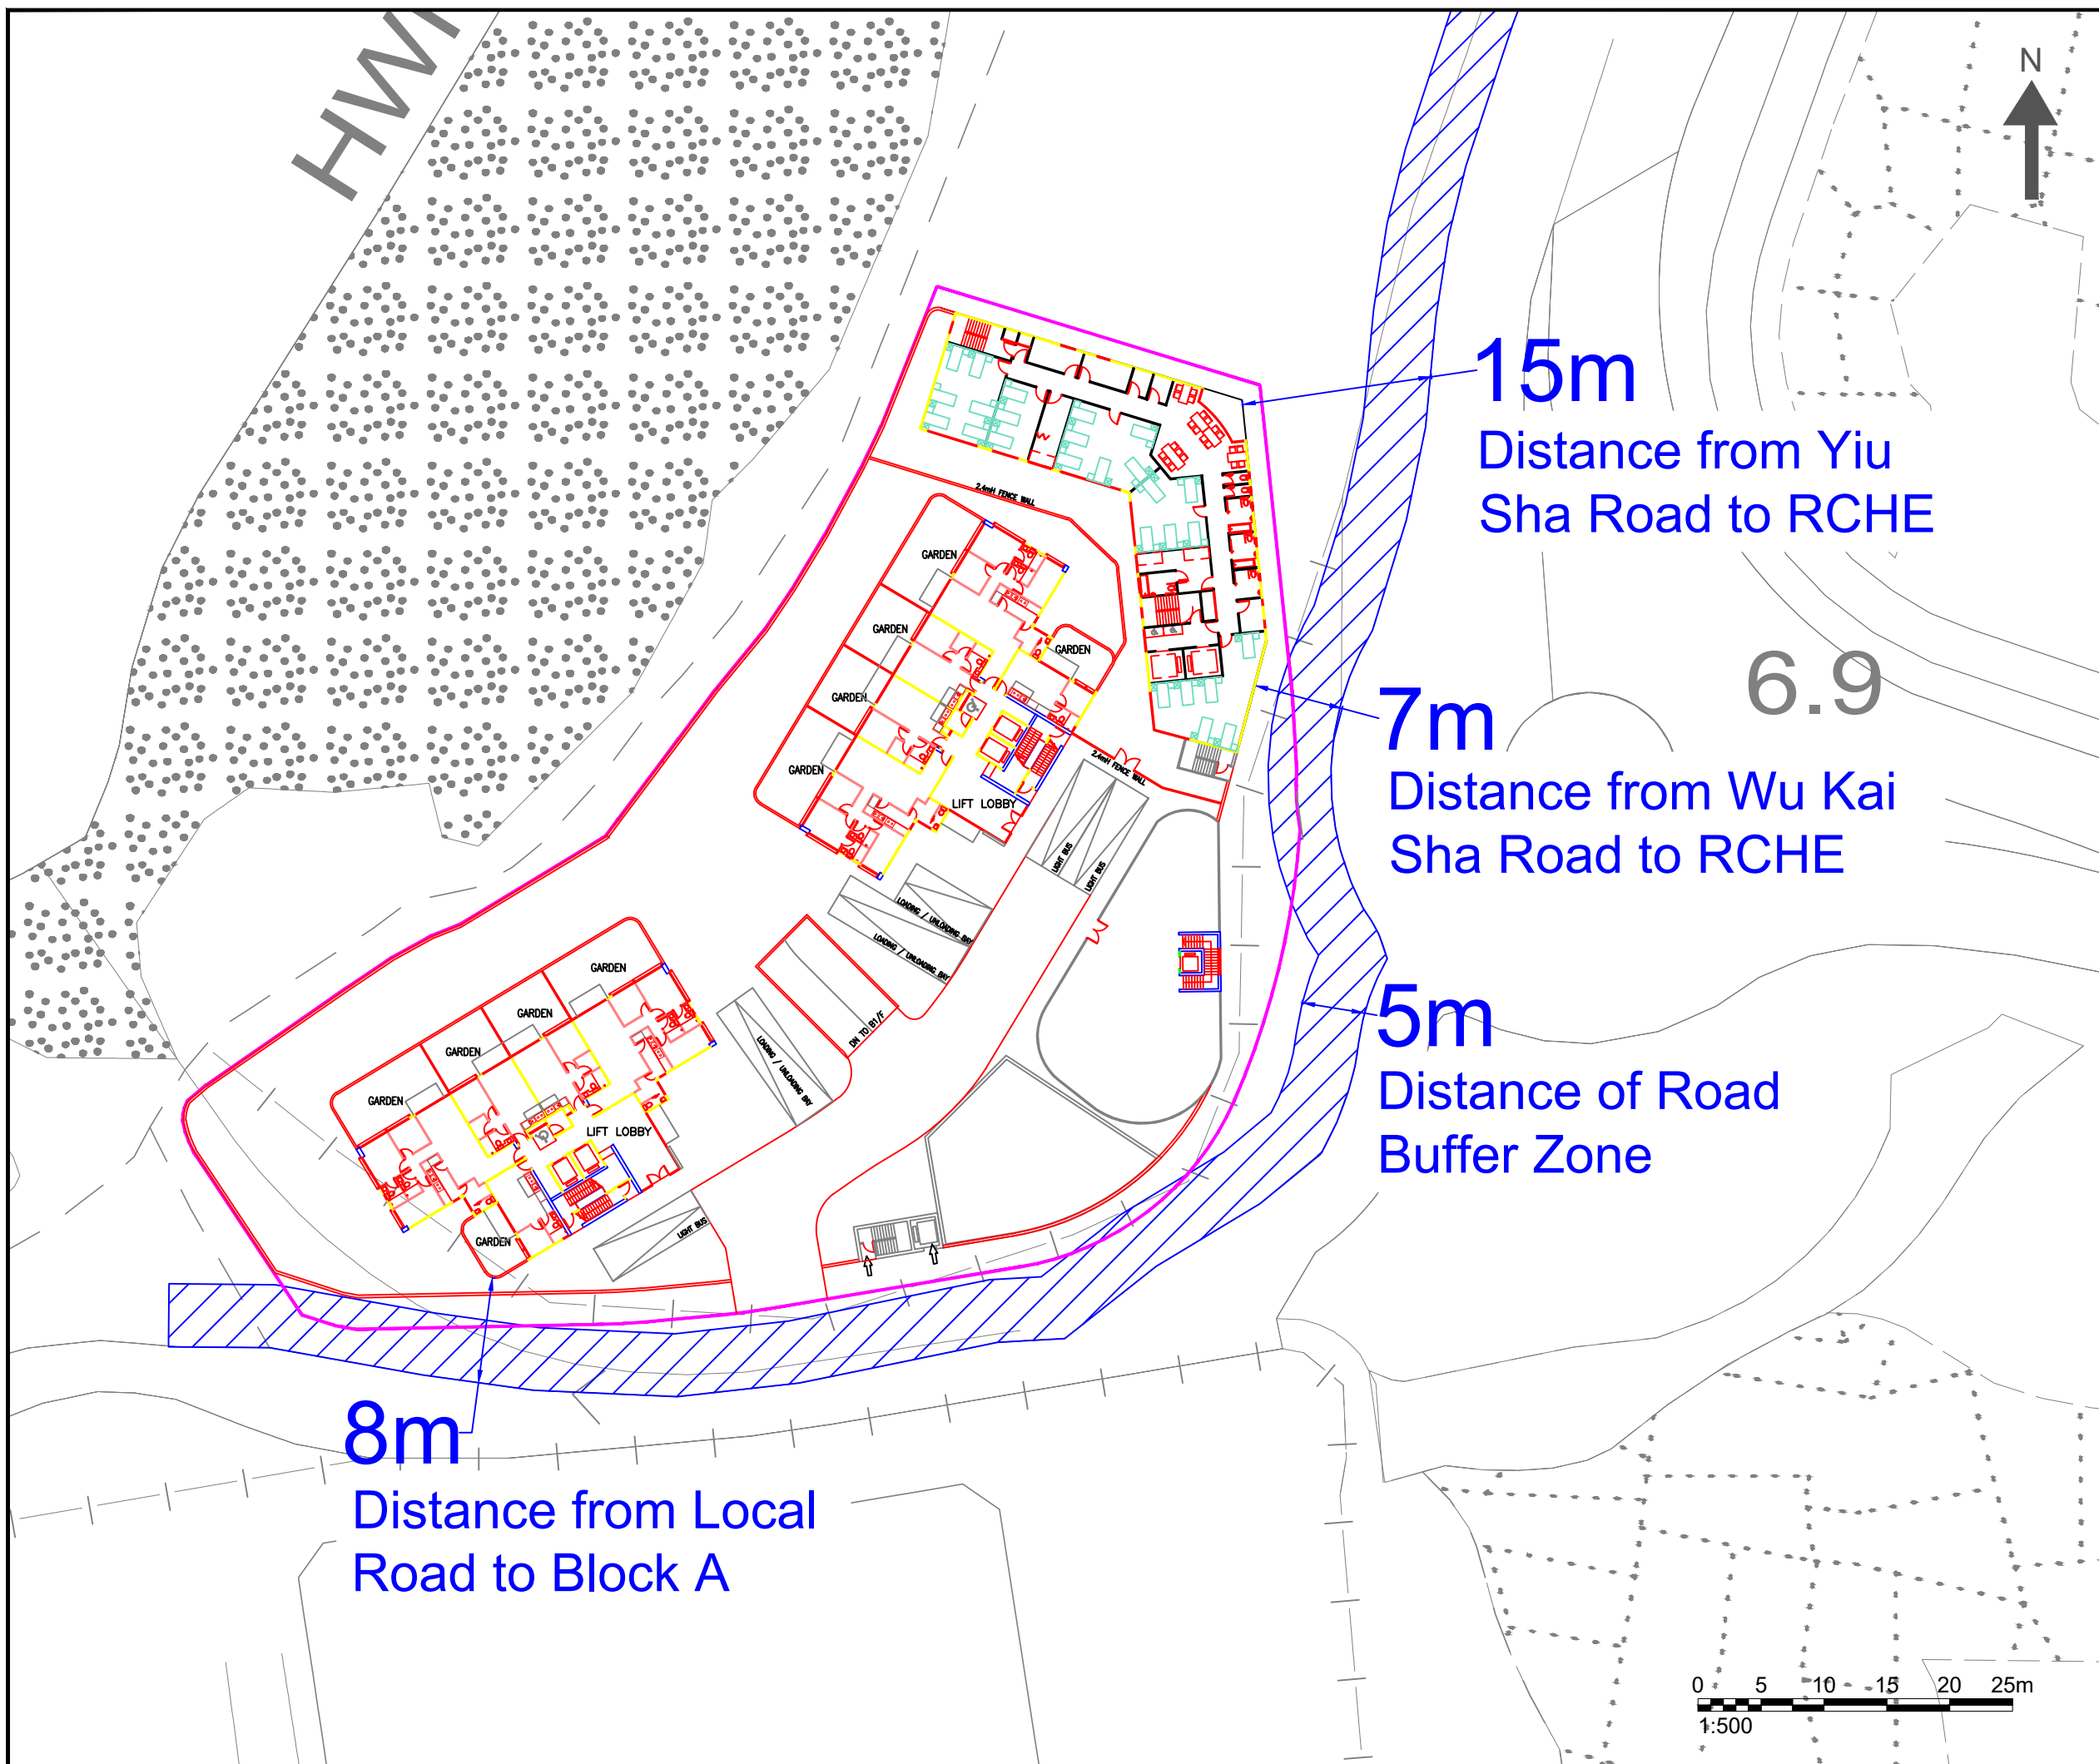 HWM
N
15m
Distance from Yiu
Sha Road to RCHE
2.4mH FENCE WALL
GARDEN
GARDEN
GARDEN
6.9
GARDEN
7m
2.4mH FENCE WALL
GARDEN
LIFT LOBBY
Distance from Wu Kai
Sha Road to RCHE
LIGHT BUS
LIGHT BUS
LOADING / UNLOADING BAY
LOADING / UNLOADING BAY
GARDEN
5m
GARDEN
DN TO B1/F
GARDEN
LOADING / UNLOADING BAY
Distance of Road
Buffer Zone
GARDEN
LIFT LOBBY
LIGHT BUS
GARDEN
8m
Distance from Local
Road to Block A
0 5 10 15 20 25m
1:500